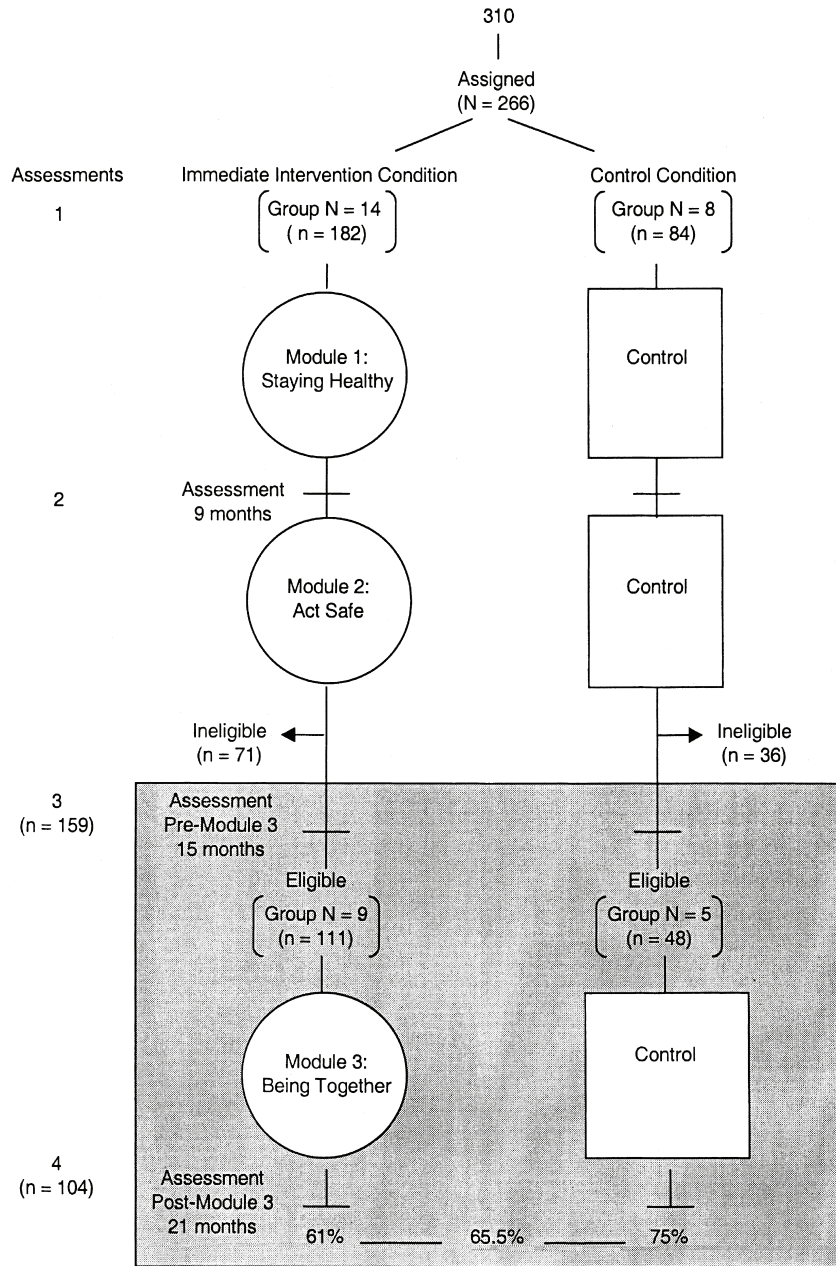 310
Assigned
(N = 266)
Assessments
Immediate Intervention Condition
Control Condition
1
Group N = 14
( n = 182)
Group N = 8
(n = 84)
Module 1:
Staying Healthy
Control
2
Assessment
9 months
Module 2:
Act Safe
Control
Ineligible
(n = 71)
Ineligible
(n = 36)
3
(n = 159)
Assessment
Pre-Module 3
15 months
Eligible
Group N = 9
(n = 111)
Eligible
Group N = 5
(n = 48)
Module 3:
Being Together
Control
4
(n = 104)
Assessment
Post-Module 3
21 months
61%
65.5%
75%